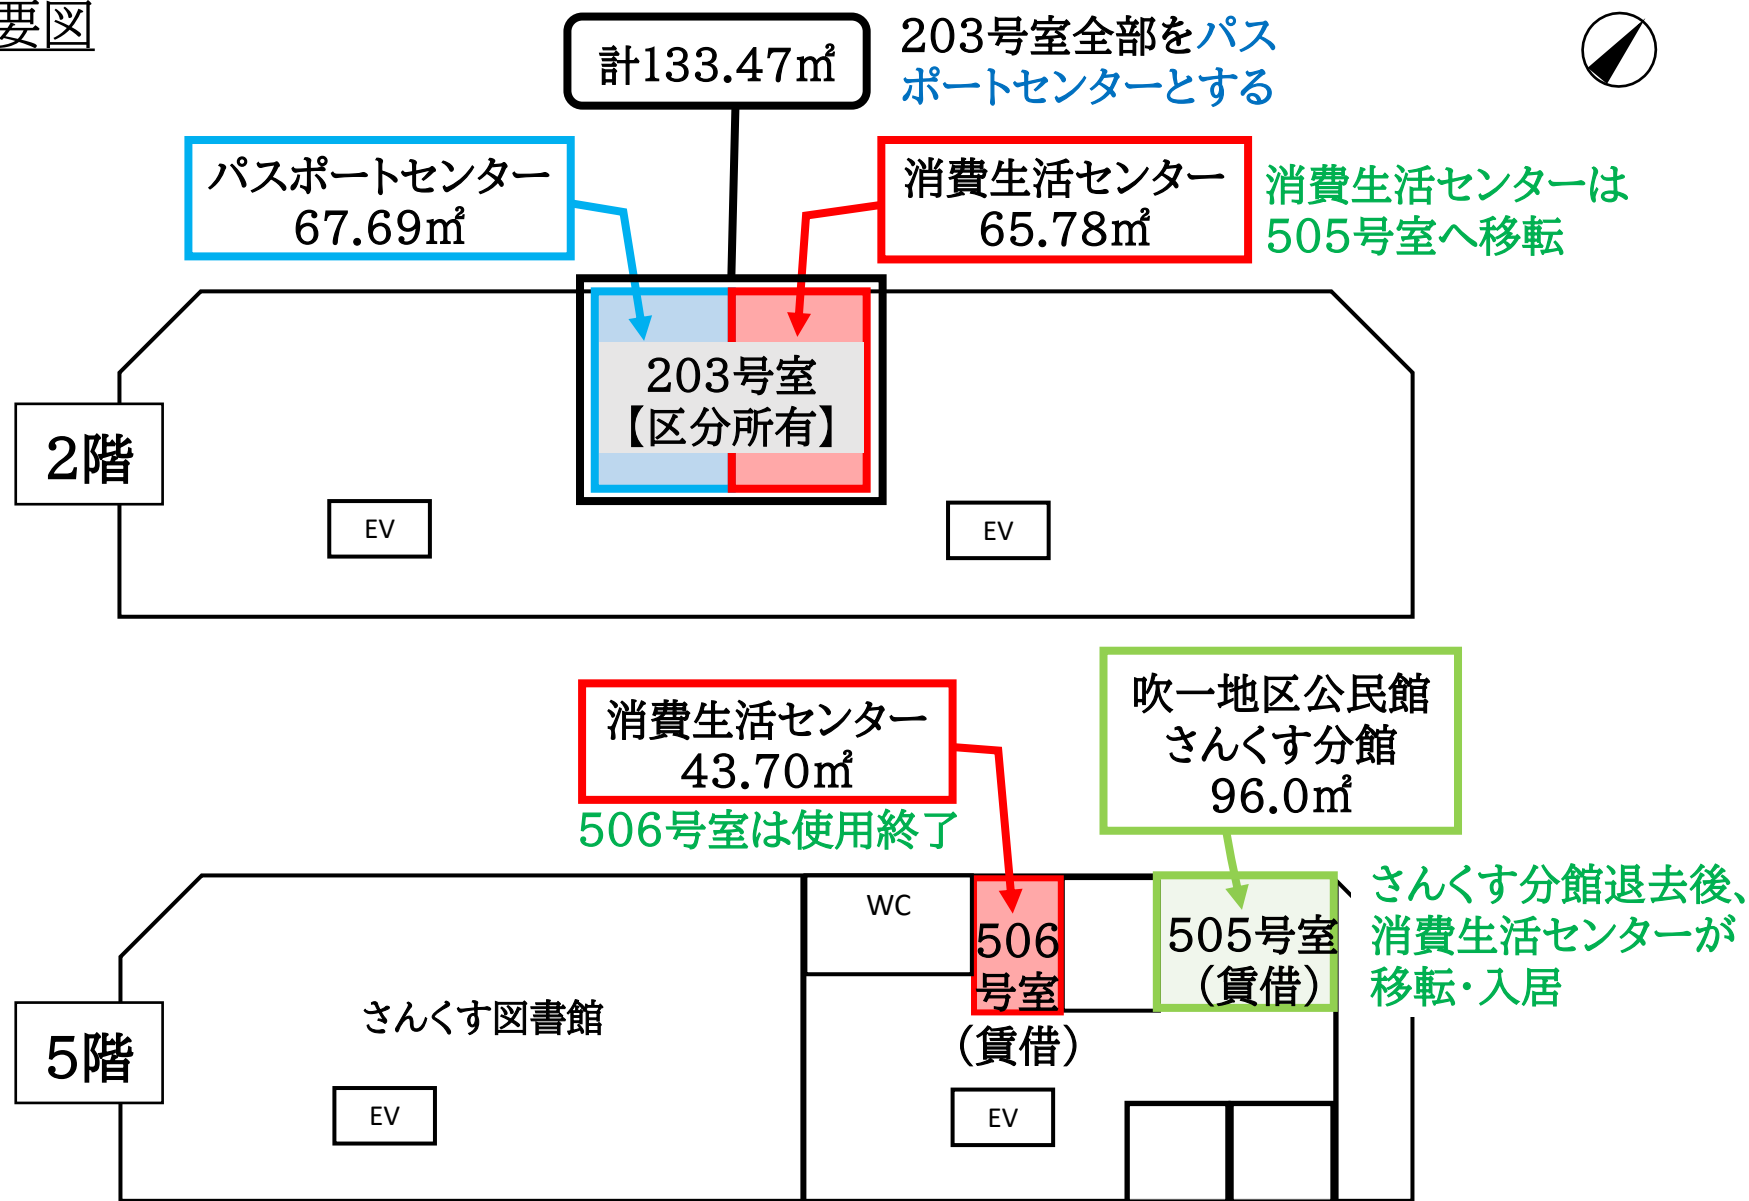 要図
計133.47㎡
203号室全部をパス
ポートセンターとする
パスポートセンター
67.69㎡
消費生活センター
65.78㎡
消費生活センターは
505号室へ移転
203号室
【区分所有】
2階
EV
EV
消費生活センター
43.70㎡
506号室は使用終了
吹一地区公民館
さんくす分館
96.0㎡
WC
506
号室
（賃借）
505号室
（賃借）
さんくす分館退去後、
消費生活センターが
移転・入居
さんくす図書館
5階
EV
EV